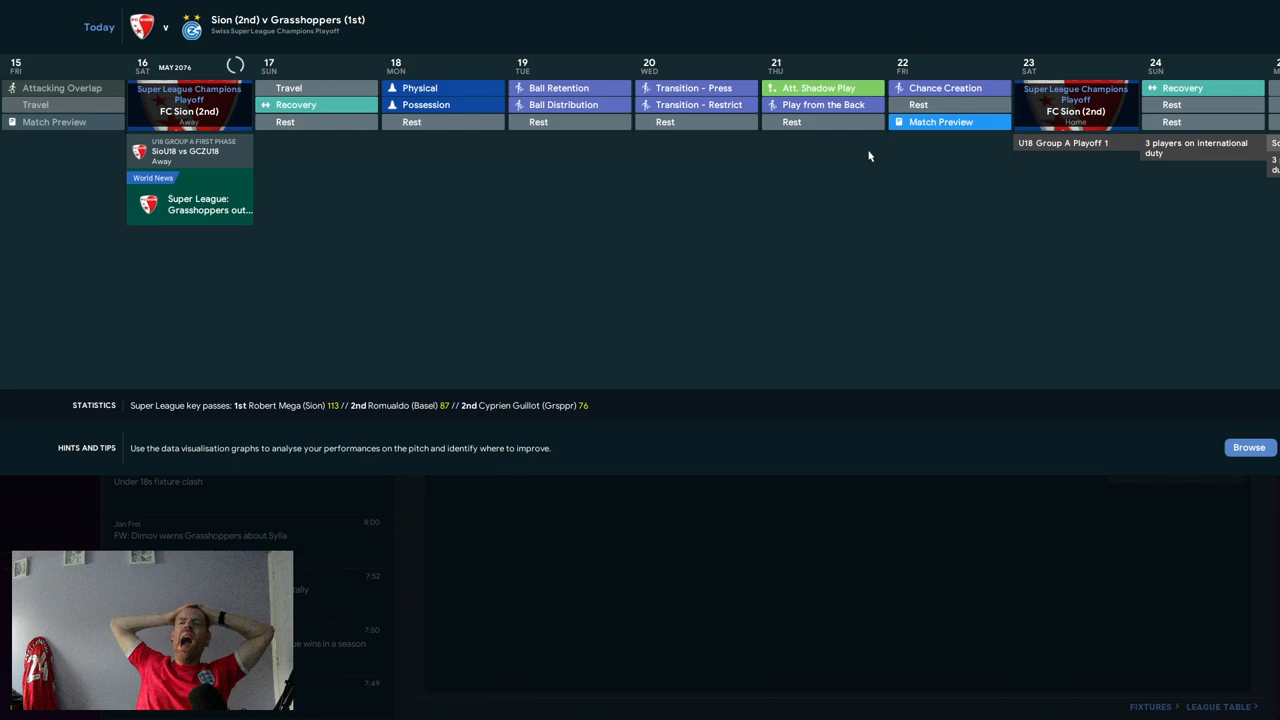 Today
v
Sion (2nd) v Grasshoppers (1st)
Swiss Super League Champions Playoff
15
FRI
16
SAT
MAY 2076
17
SUN
18
MON
19
TUE
20
WED
21
THU
22
FRI
23
SAT
24
SUN
2
M
Attacking Overlap
Travel
Match Preview
Super League Champions
Playoff
FC Sion (2nd)
Away
U18 GROUP A FIRST PHASE
SioU18 vs GCZU18
Away
World News
Super League:
Grasshoppers out...
Travel
Recovery
Rest
Physical
Possession
Rest
Ball Retention
Ball Distribution
Rest
Transition - Press
Transition - Restrict
Rest
Att. Shadow Play
Play from the Back
Rest
Chance Creation
Rest
Match Preview
Super League Champions
Playoff
FC Sion (2nd)
Home
U18 Group A Playoff 1
Recovery
Rest
Rest
3 players on international
duty
Sc
3
du
STATISTICS
Super League key passes: 1st Robert Mega (Sion) 113 // 2nd Romualdo (Basel) 87 // 2nd Cyprien Guillot (Grsppr) 76
HINTS AND TIPS
Use the data visualisation graphs to analyse your performances on the pitch and identify where to improve.
Browse
Under 18s fixture clash
Jan Frei
8:00
FW: Dimov warns Grasshoppers about Sylla
7:52
tally
7:50
ue wins in a season
7:49
24
FIXTURES >
LEAGUE TABLE >